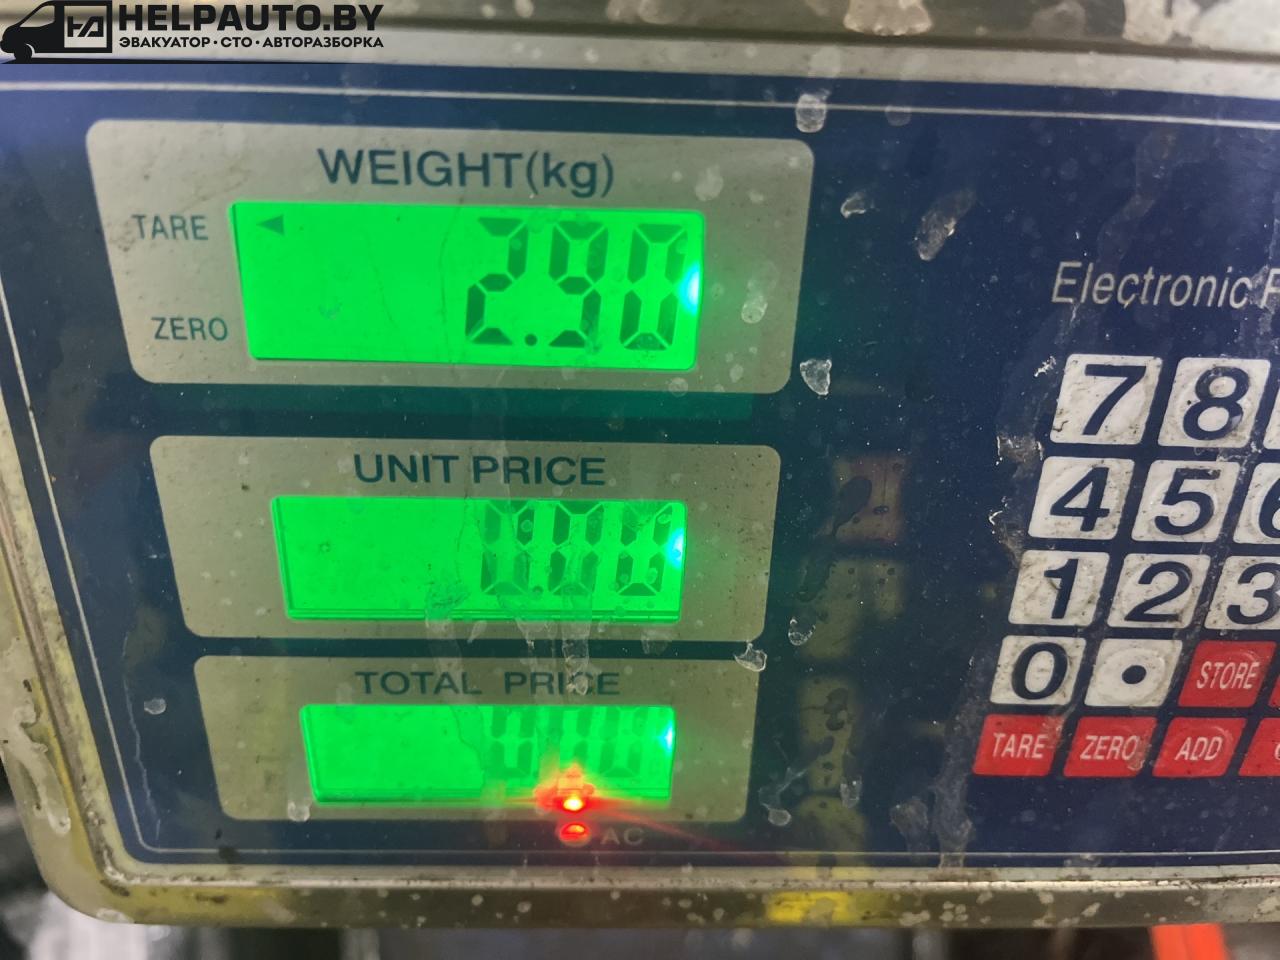 HELPAUTO.BY
ЭВАКУАТОР · СТО · АВТОРАЗБОРКА
WEIGHT(kg)
TARE
2.90
ZERO
Electronic
7 8
UNIT PRICE
4 5 6
0.00
1 2 3
0 • STORE
TOTAL PRICE
TARE ZERO ADD
0.00
AC